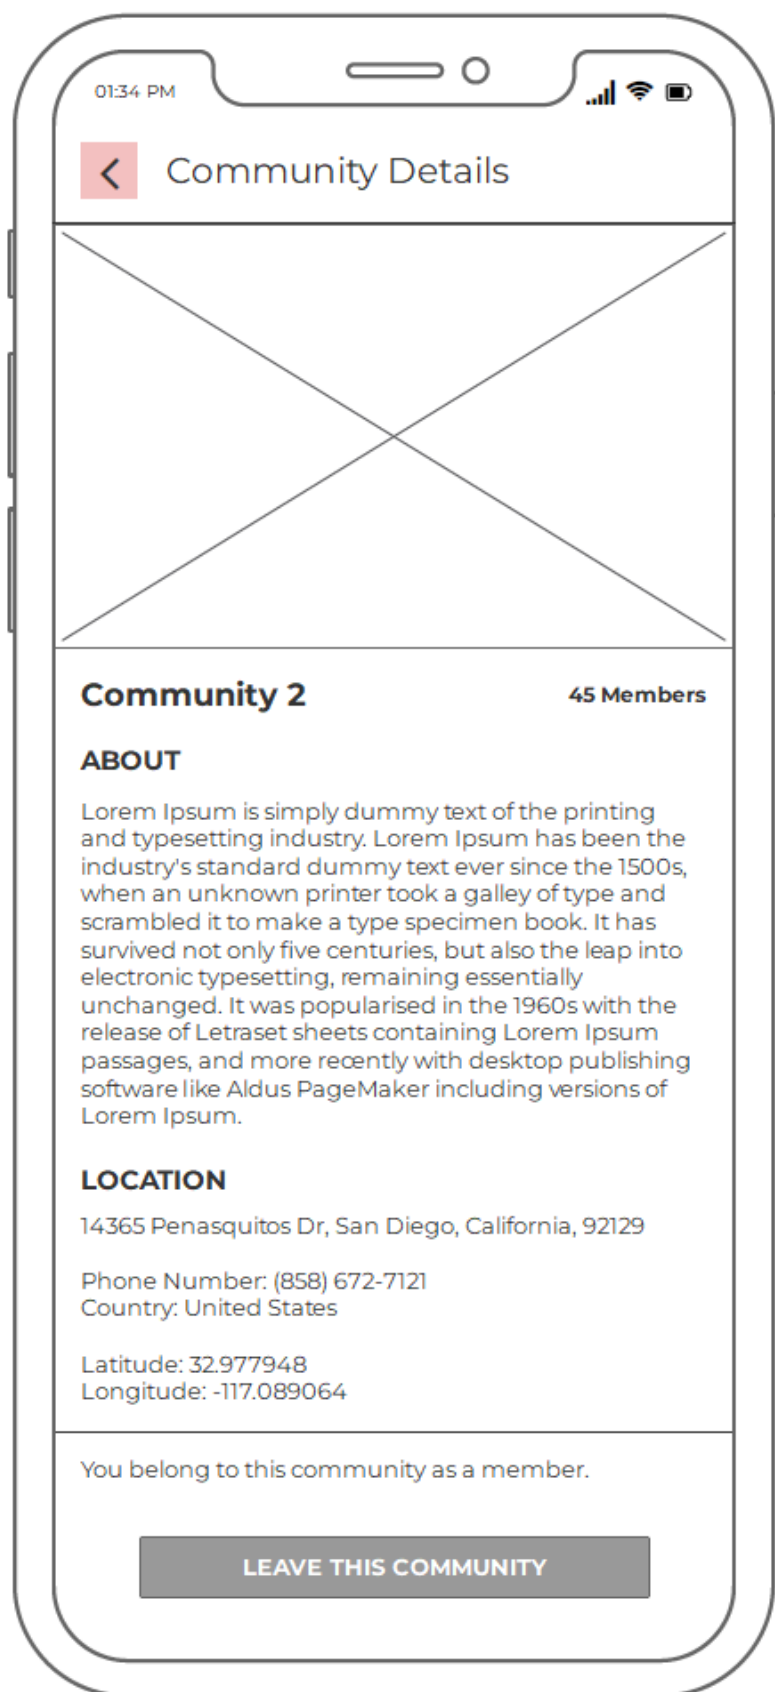 01:34 PM
Community Details
Community 2
45 Members
ABOUT
Lorem Ipsum is simply dummy text of the printing
and typesetting industry. Lorem Ipsum has been the
industry's standard dummy text ever since the 1500s,
when an unknown printer took a galley of type and
scrambled it to make a type specimen book. It has
survived not only five centuries, but also the leap into
electronic typesetting, remaining essentially
unchanged. It was popularised in the 1960s with the
release of Letraset sheets containing Lorem Ipsum
passages, and more recently with desktop publishing
software like Aldus PageMaker including versions of
Lorem Ipsum.
LOCATION
14365 Penasquitos Dr, San Diego, California, 92129
Phone Number: (858) 672-7121
Country: United States
Latitude: 32.977948
Longitude: -117.089064
You belong to this community as a member.
LEAVE THIS COMMUNITY